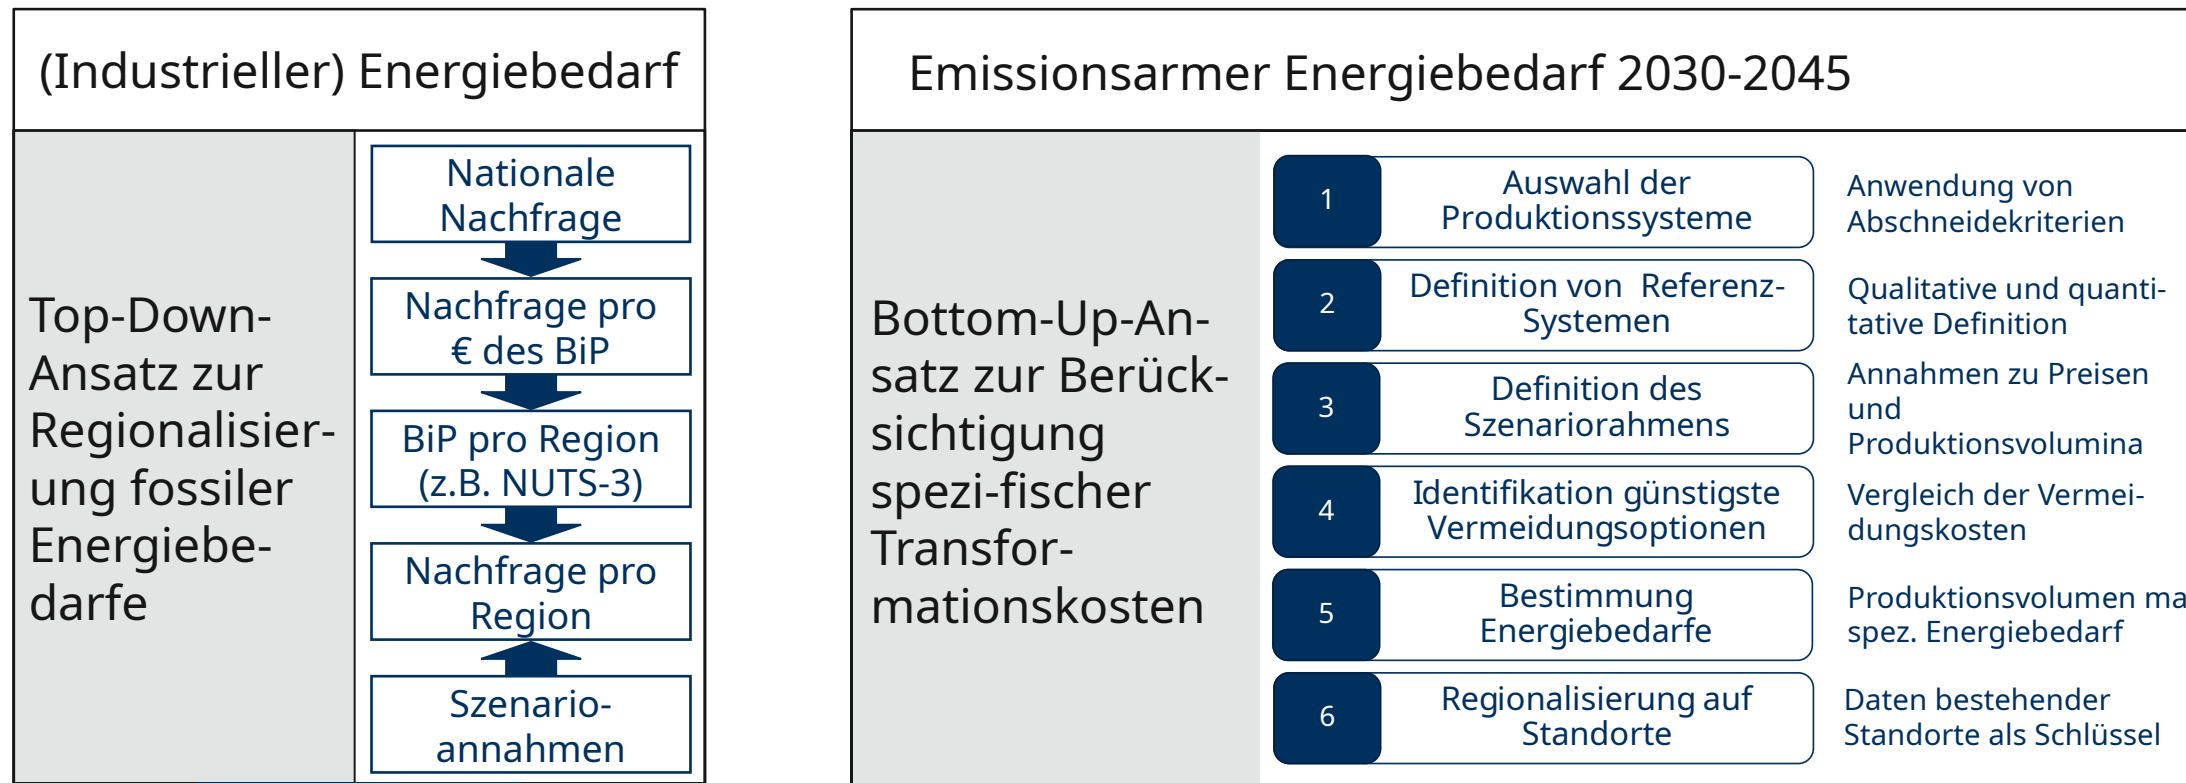 (Industrieller) Energiebedarf
Top-Down-
Ansatz zur
Regionalisier-
ung fossiler
Energiebe-
darfe
Nationale
Nachfrage
Nachfrage pro
€ des BiP
BiP pro Region
(z.B. NUTS-3)
Nachfrage pro
Region
Szenario-
annahmen
Emissionsarmer Energiebedarf 2030-2045
Bottom-Up-An-
satz zur Berück-
sichtigung
spezi-fischer
Transfor-
mationskosten
1
Auswahl der
Produktionssysteme
Anwendung von
Abschneidekriterien
2
Definition von Referenz-
Systemen
Qualitative und quanti-
tative Definition
3
Definition des
Szenariorahmens
Annahmen zu Preisen
und
Produktionsvolumina
4
Identifikation günstigste
Vermeidungsoptionen
Vergleich der Vermei-
dungskosten
5
Bestimmung
Energiebedarfe
Produktionsvolumen
spez. Energiebedarf
6
Regionalisierung auf
Standorte
Daten bestehender
Standorte als Schlüssel